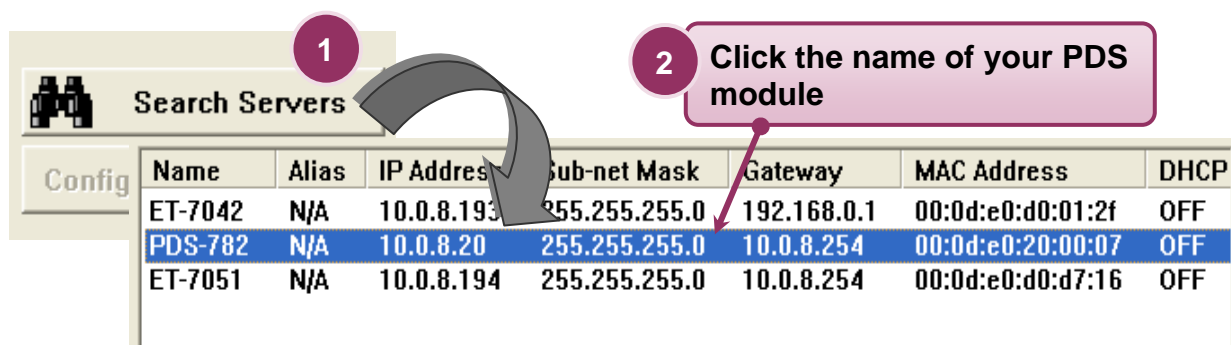 1
2
Click the name of your PDS
module
Search Servers
Config
Name Alias IP Address Sub-net Mask Gateway MAC Address DHCP
ET-7042 N/A 10.0.8.193 255.255.255.0 192.168.0.1 00:0d:e0:d0:01:2f OFF
PDS-782 N/A 10.0.8.20 255.255.255.0 10.0.8.254 00:0d:e0:20:00:07 OFF
ET-7051 N/A 10.0.8.194 255.255.255.0 10.0.8.254 00:0d:e0:d0:d7:16 OFF